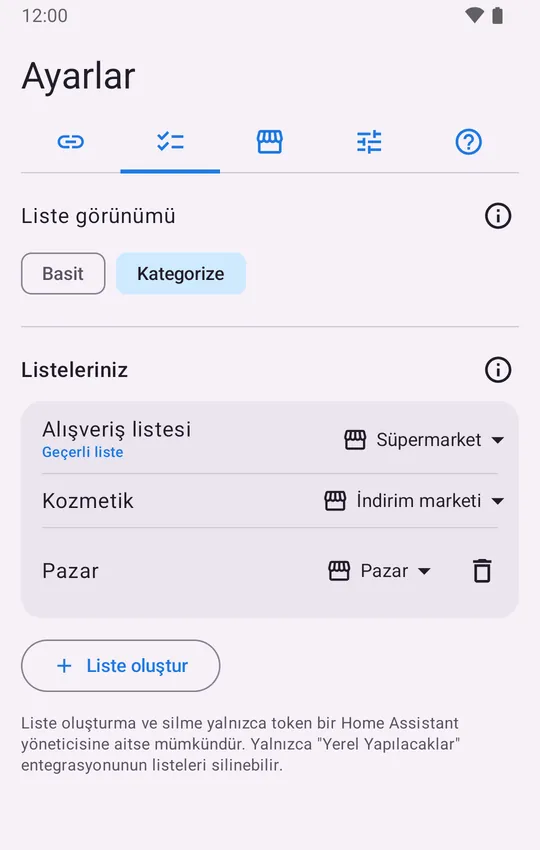 12:00
Ayarlar
Liste görünümü
Basit
Kategorize
Listeleriniz
Alışveriş listesi
Geçerli liste
Süpermarket
Kozmetik
İndirim marketi
Pazar
Pazar
+ Liste oluştur
Liste oluşturma ve silme yalnızca token bir Home Assistant
yöneticisine aitse mümkündür. Yalnızca "Yerel Yapılacaklar"
entegrasyonunun listeleri silinebilir.